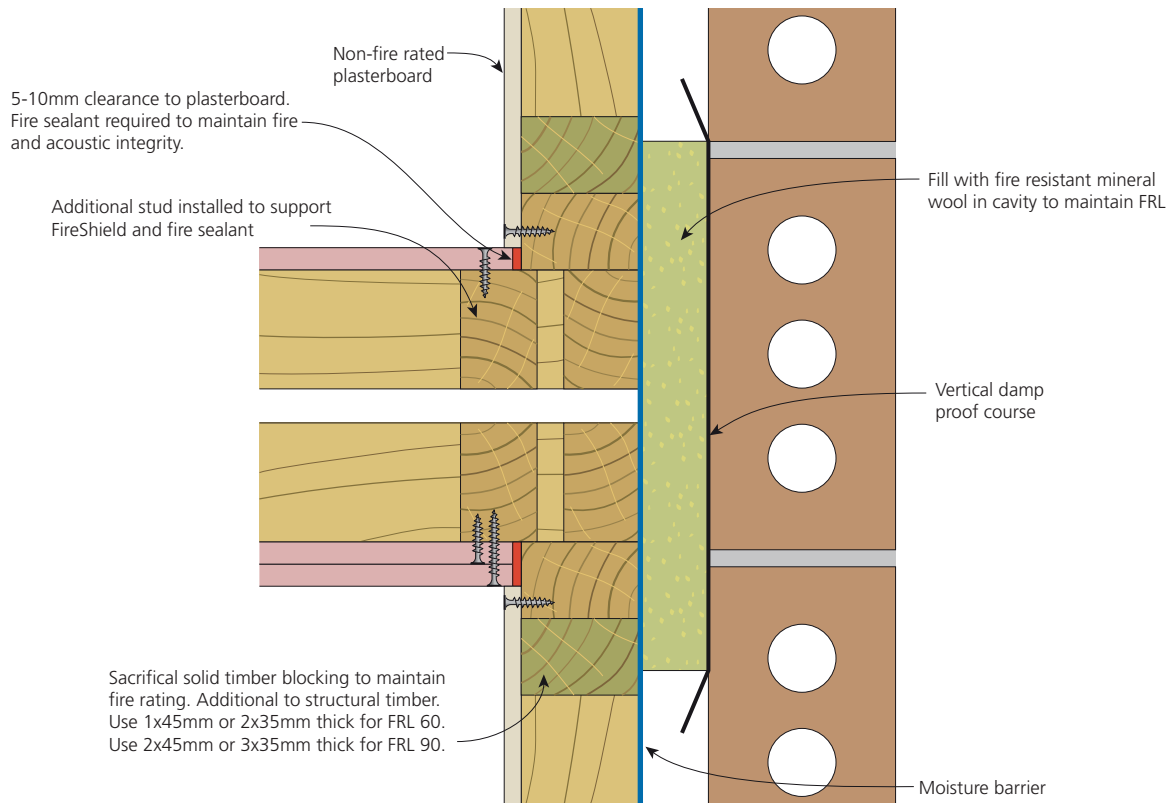 Non-fire rated
plasterboard
5-10mm clearance to plasterboard.
Fire sealant required to maintain fire
and acoustic integrity.
Additional stud installed to support
FireShield and fire sealant
Fill with fire resistant mineral
wool in cavity to maintain FRL
Vertical damp
proof course
Sacrifical solid timber blocking to maintain
fire rating. Additional to structural timber.
Use 1x45mm or 2x35mm thick for FRL 60.
Use 2x45mm or 3x35mm thick for FRL 90.
Moisture barrier